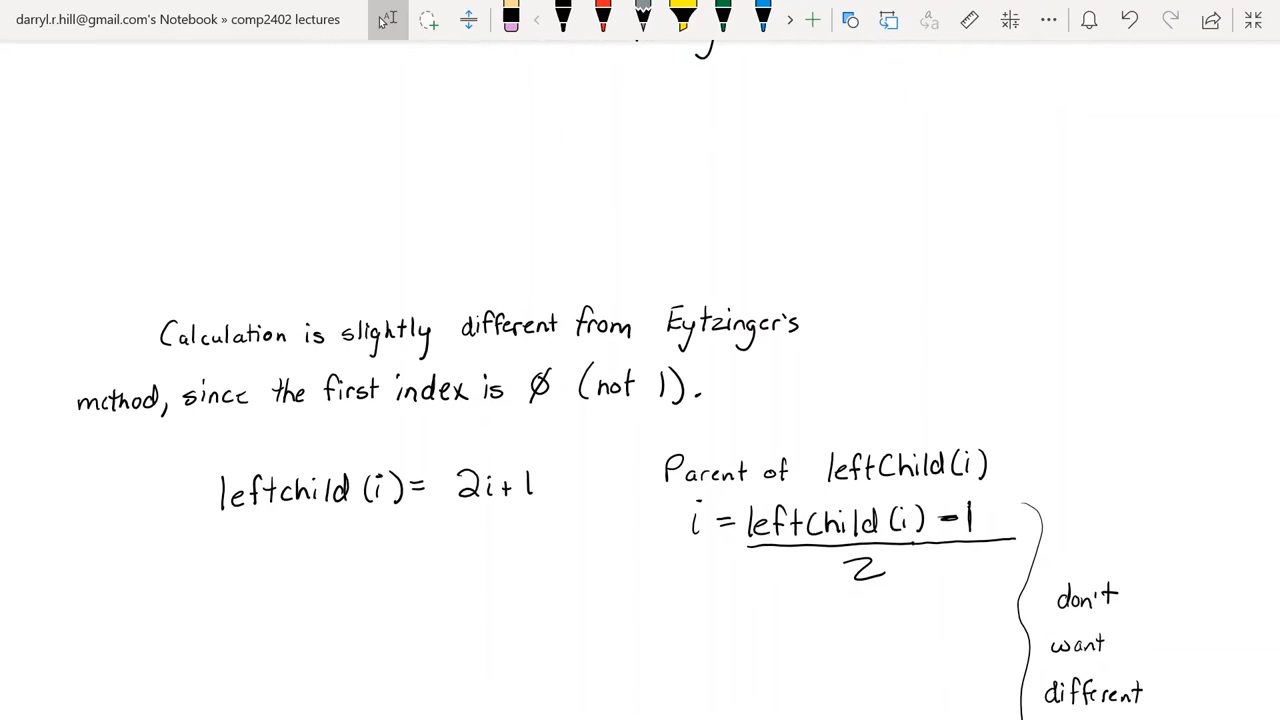 darryl.r.hill@gmail.com's Notebook » comp2402 lectures
Calculation is slightly different from Eytzinger's
method, since the first index is 0 (not 1).
leftchild (i) = 2i+1
Parent of leftChild(i)
i = leftChild (i) - 1
2
don't
want
different